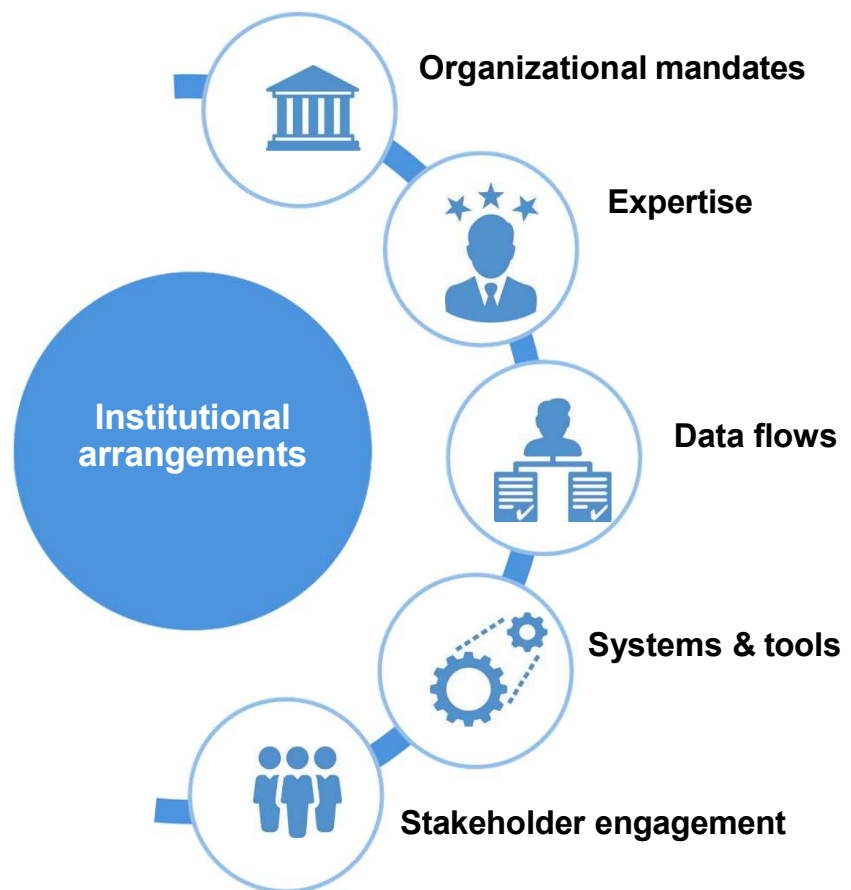 Organizational mandates
Expertise
Institutional
arrangements
Data flows
Systems & tools
Stakeholder engagement